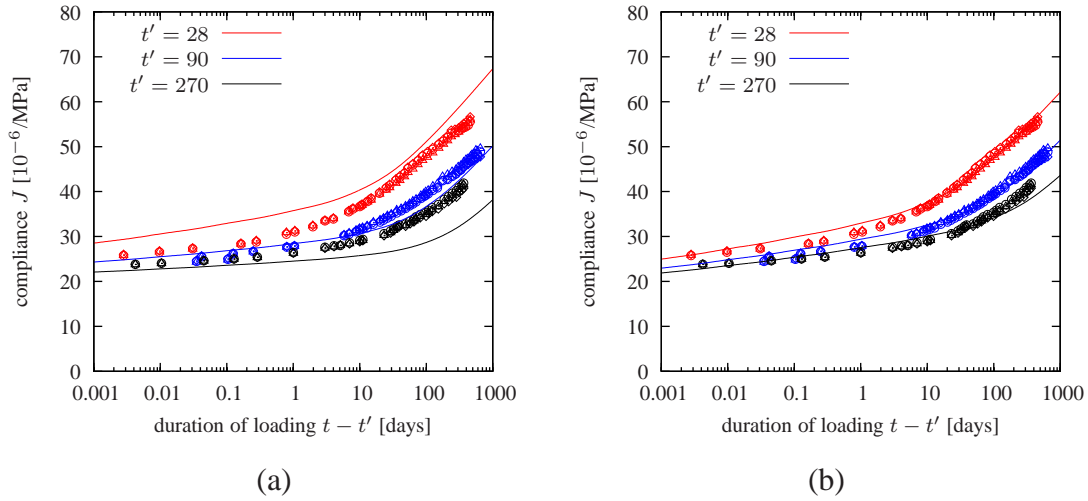 80
70
60
50
40
30
20
10
0
compliance J [10⁻⁶/MPa]
t′ = 28
t′ = 90
t′ = 270
0.001 0.01 0.1 1 10 100 1000
duration of loading t − t′ [days]
(a)
80
70
60
50
40
30
20
10
0
compliance J [10⁻⁶/MPa]
t′ = 28
t′ = 90
t′ = 270
0.001 0.01 0.1 1 10 100 1000
duration of loading t − t′ [days]
(b)